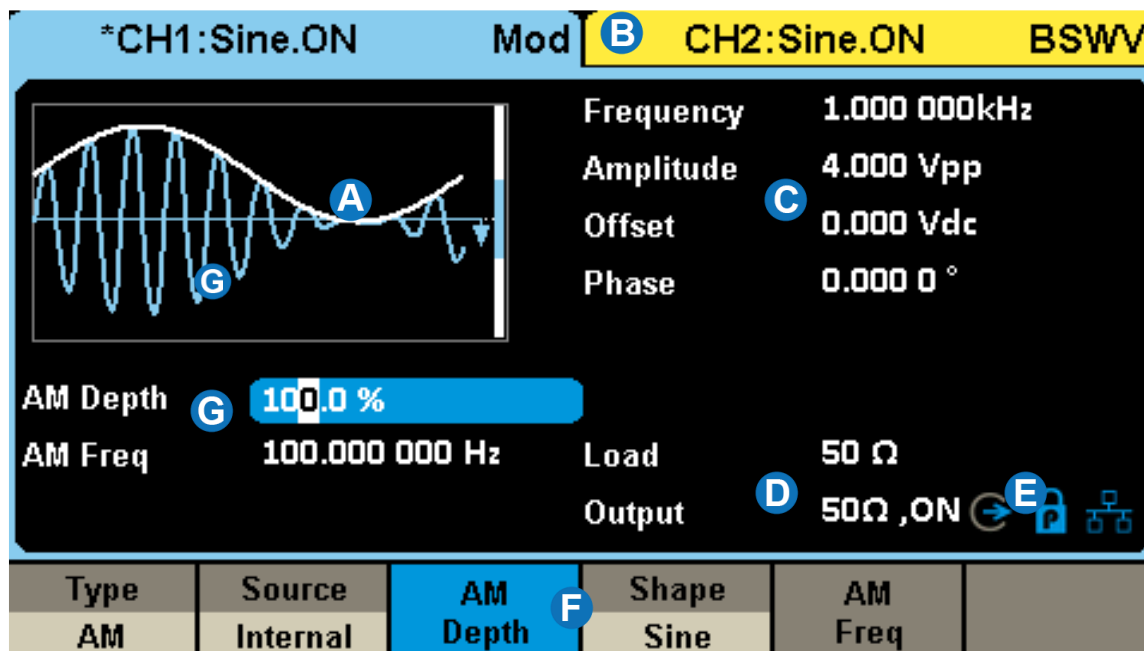 *CH1:Sine.ON Mod B CH2:Sine.ON BSWV
Frequency 1.000 000kHz
Amplitude 4.000 Vpp
A
C
Offset 0.000 Vdc
G
Phase 0.000 0 °
AM Depth G 100.0 %
AM Freq 100.000 000 Hz
Load 50 Ω
Output D 50Ω ,ON E P
Type Source AM Depth F Shape AM Freq
AM Internal Sine